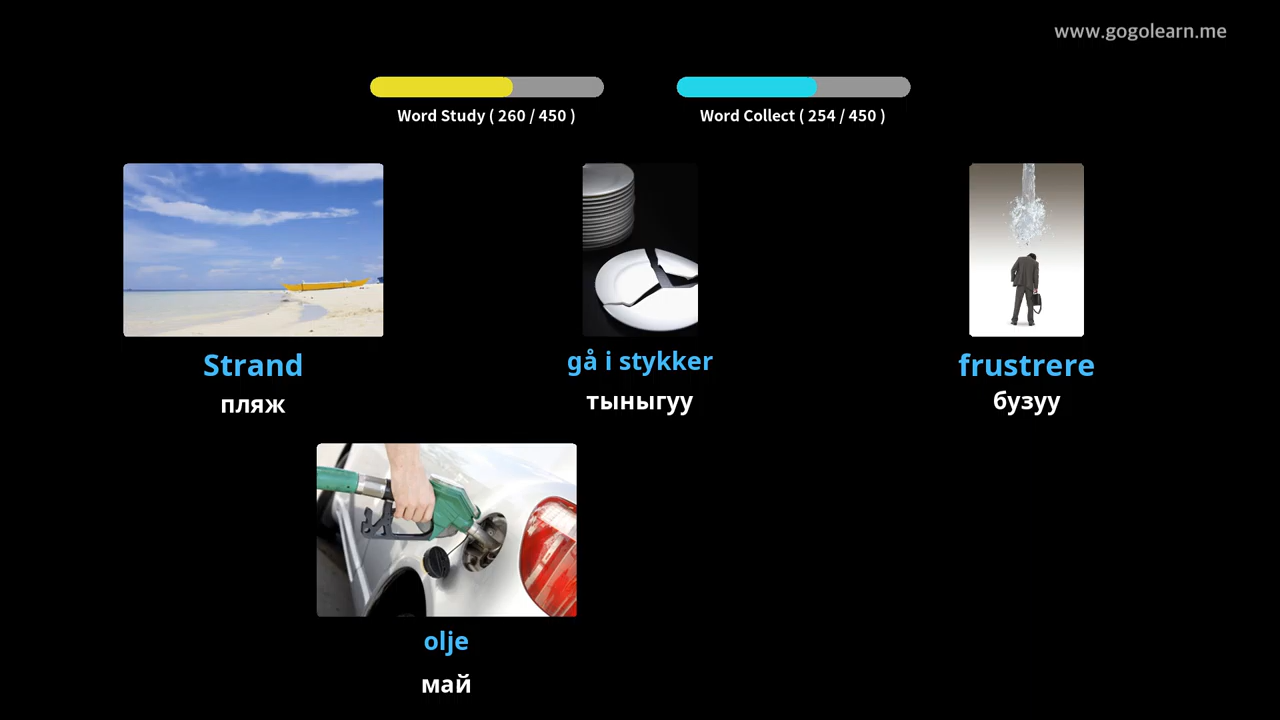 www.gogolearn.me
Word Study ( 260 / 450 )
Word Collect ( 254 / 450 )
Strand
пляж
gå i stykker
тыныгуу
frustrere
бузуу
olje
май